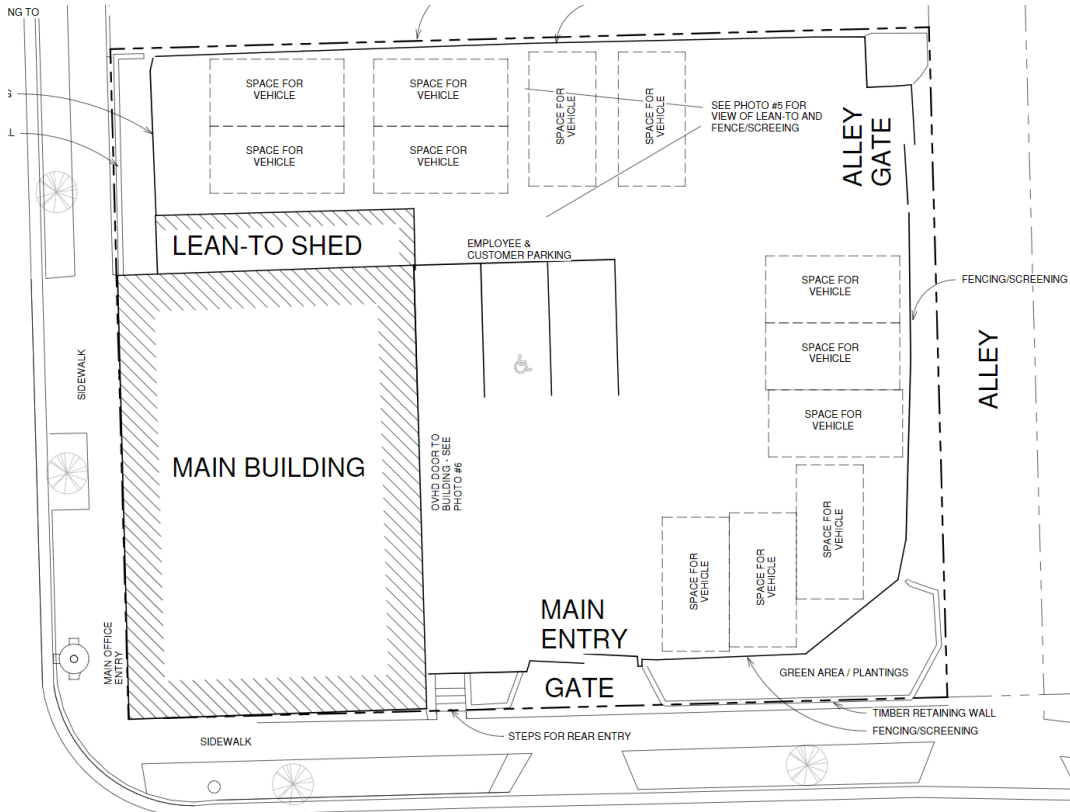 NG TO
G
LL
SPACE FOR
VEHICLE
SPACE FOR
VEHICLE
SPACE FOR
VEHICLE
SPACE FOR
VEHICLE
SPACE FOR
VEHICLE
SPACE FOR
VEHICLE
SEE PHOTO #5 FOR
VIEW OF LEAN-TO AND
FENCE/SCREEING
ALLEY
GATE
LEAN-TO SHED
EMPLOYEE &
CUSTOMER PARKING
SPACE FOR
VEHICLE
SPACE FOR
VEHICLE
SPACE FOR
VEHICLE
FENCING/SCREENING
ALLEY
SIDEWALK
MAIN BUILDING
OVHD DOOR TO
BUILDING - SEE
PHOTO #6
SPACE FOR
VEHICLE
SPACE FOR
VEHICLE
SPACE FOR
VEHICLE
MAIN
ENTRY
GATE
MAIN OFFICE
ENTRY
GREEN AREA / PLANTINGS
TIMBER RETAINING WALL
FENCING/SCREENING
STEPS FOR REAR ENTRY
SIDEWALK